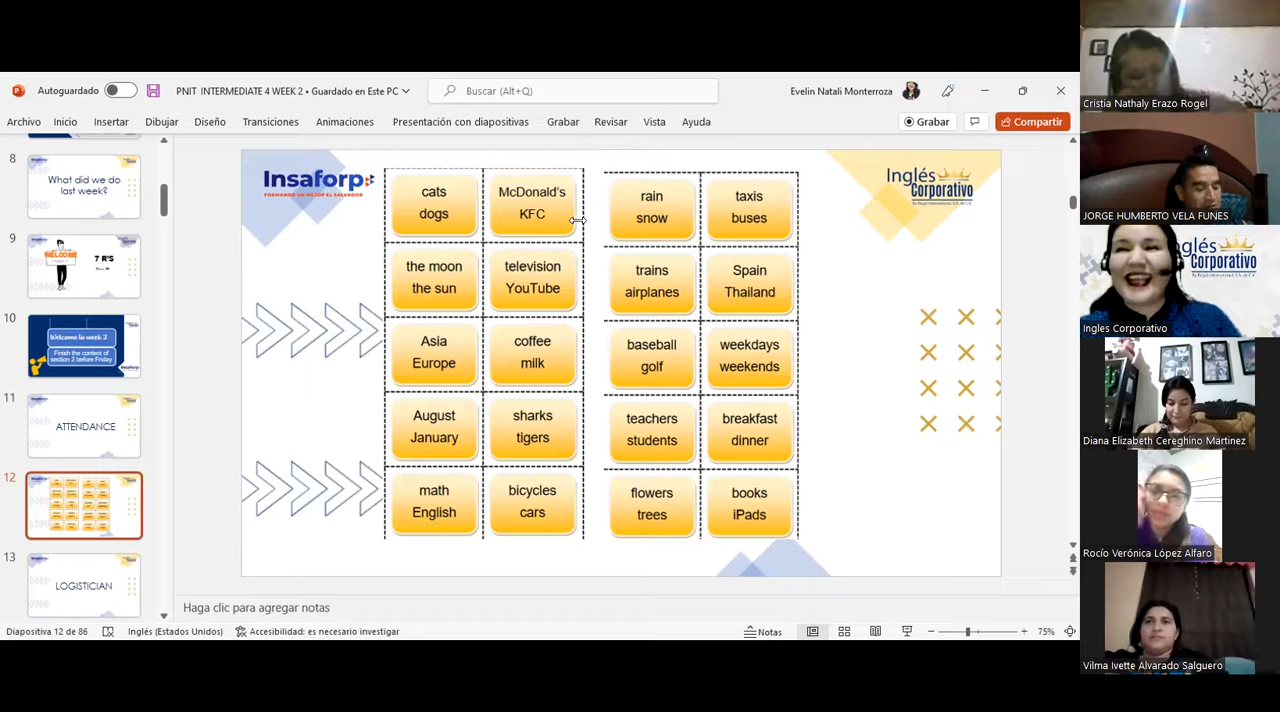 Autoguardado
PNIT INTERMEDIATE 4 WEEK 2 • Guardado en Este PC
Buscar (Alt+Q)
Evelin Natali Monterroza
Archivo Inicio Insertar Dibujar Diseño Transiciones Animaciones Presentación con diapositivas Grabar Revisar Vista Ayuda
Grabar
Compartir
8
What did we do
last week?
9
WELCOME
7 R'S
10
Welcome to week 2
Finish the content of
section 2 before Friday
11
ATTENDANCE
12
13
LOGISTICIAN
Insaforp
FORMANDO UN MEJOR EL SALVADOR
Inglés
Corporativo
cats
dogs
McDonald's
KFC
the moon
the sun
television
YouTube
Asia
Europe
coffee
milk
August
January
sharks
tigers
math
English
bicycles
cars
rain
snow
taxis
buses
trains
airplanes
Spain
Thailand
baseball
golf
weekdays
weekends
teachers
students
breakfast
dinner
flowers
trees
books
iPads
Haga clic para agregar notas
Diapositiva 12 de 86
Inglés (Estados Unidos)
Accesibilidad: es necesario investigar
Notas
75%
Cristia Nathaly Erazo Rogel
JORGE HUMBERTO VELA FUNES
Inglés
Corporativo
Ingles Corporativo
Diana Elizabeth Cereghino Martinez
Rocío Verónica López Alfaro
Vilma Ivette Alvarado Salguero